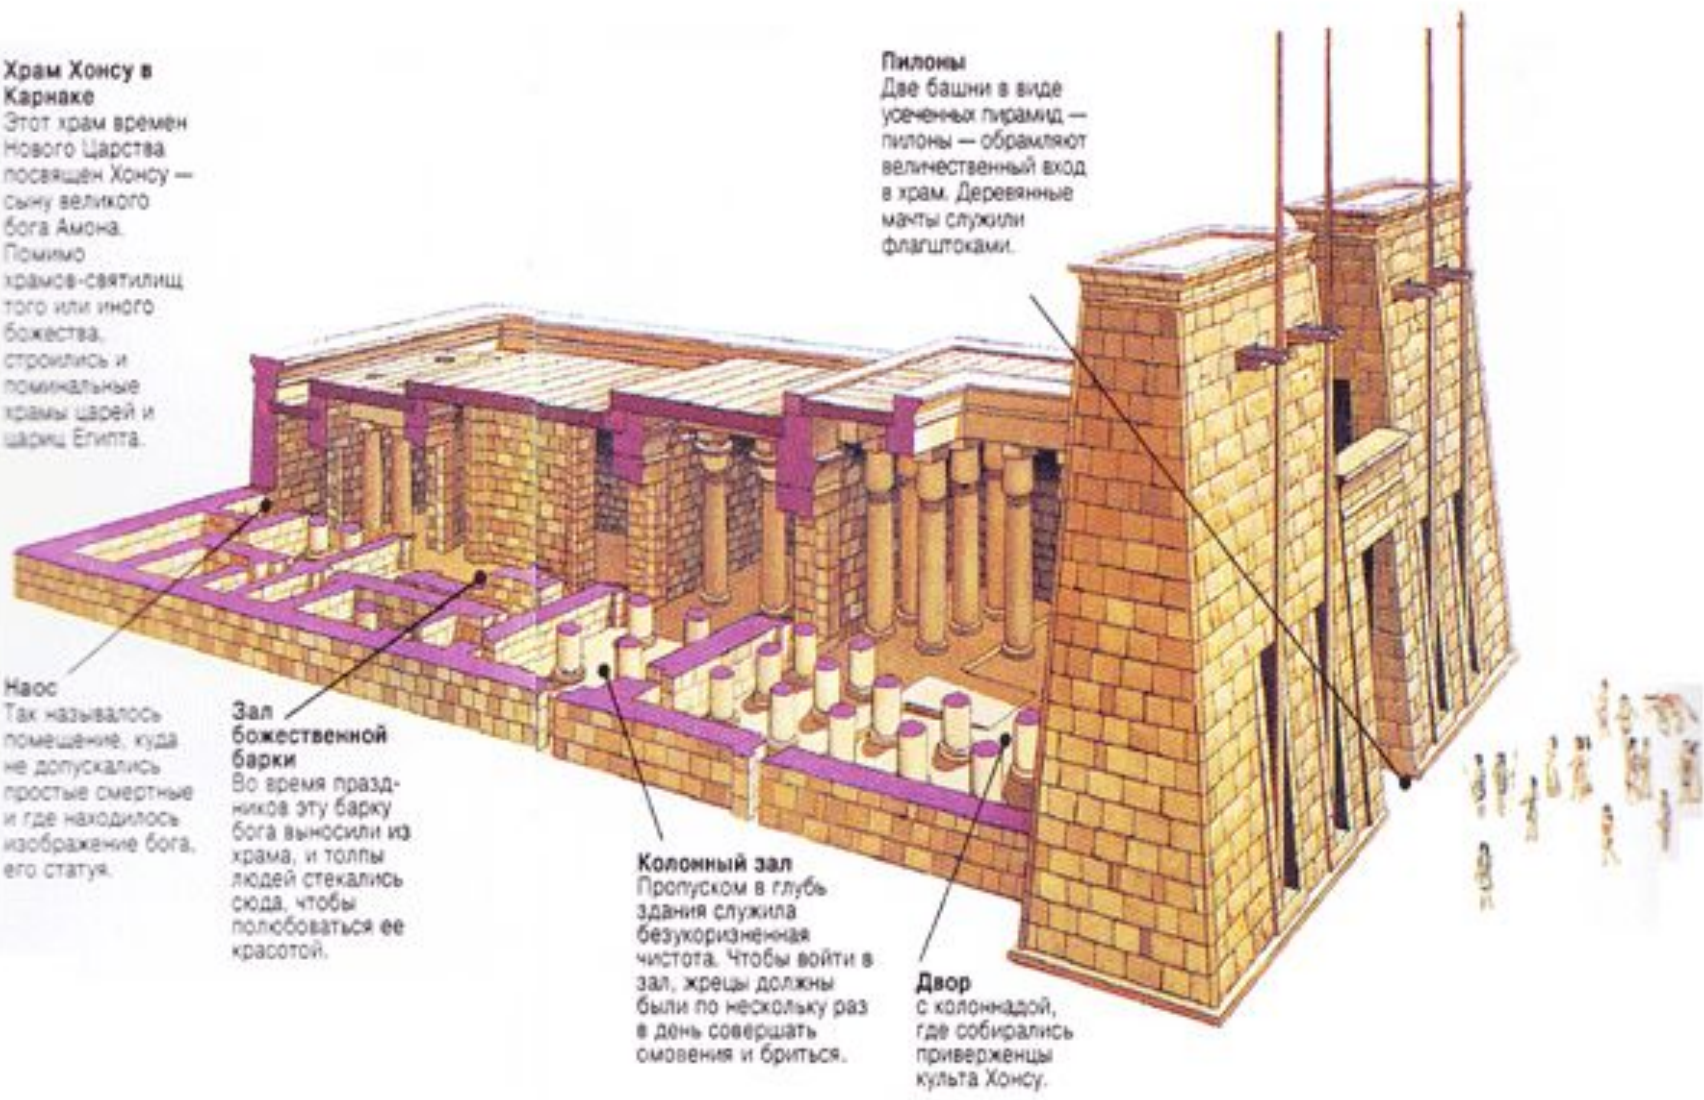 Храм Хонсу в
Карнаке
Этот храм времен
Нового Царства
посвящен Хонсу —
сыну великого
бога Амона.
Помимо
храмов-святилищ
того или иного
божества,
строились и
поминальные
храмы царей и
цариц Египта.
Пилоны
Две башни в виде
усеченных пирамид —
пилоны — обрамляют
величественный вход
в храм. Деревянные
мачты служили
флагштоками.
Наос
Так называлось
помещение, куда
не допускались
простые смертные
и где находилось
изображение бога,
его статуя.
Зал
божественной
барки
Во время празд-
ников эту барку
бога выносили из
храма, и толпы
людей стекались
сюда, чтобы
полюбоваться ее
красотой.
Колонный зал
Пропуском в глубь
здания служила
безукоризненная
чистота. Чтобы войти в
зал, жрецы должны
были по нескольку раз
в день совершать
омовения и бриться.
Двор
с колоннадой,
где собирались
приверженцы
культа Хонсу.